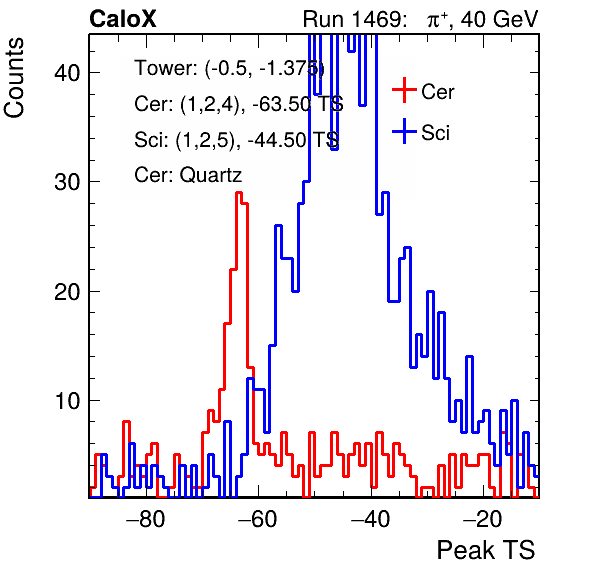 CaloX Run 1469: π⁺, 40 GeV
Counts
Tower: (-0.5, -1.375)
Cer: (1,2,4), -63.50 TS
Sci: (1,2,5), -44.50 TS
Cer: Quartz
Cer
Sci
40
30
20
10
−80 −60 −40 −20
Peak TS